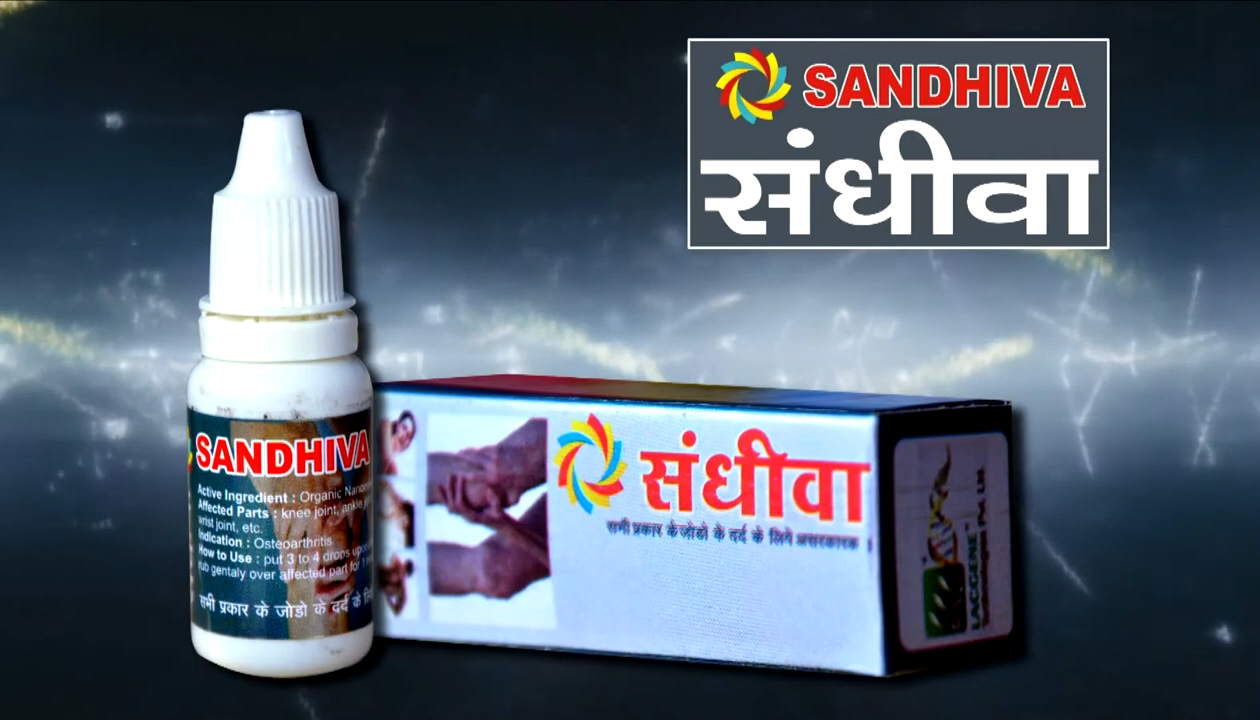 SANDHIVA
संधीवा
SANDHIVA
Active Ingredient : Organic
Affected Parts : knee joint, ankle
wrist joint, etc.
Indication : Osteoarthritis
How to Use : put 3 to 4 drops
rub gentaly over affected part for 1
सभी प्रकार के जोडो के दर्द के
संधीवा
सभी प्रकार के जोडो के दर्द के लिये असरकारक
LACGENE